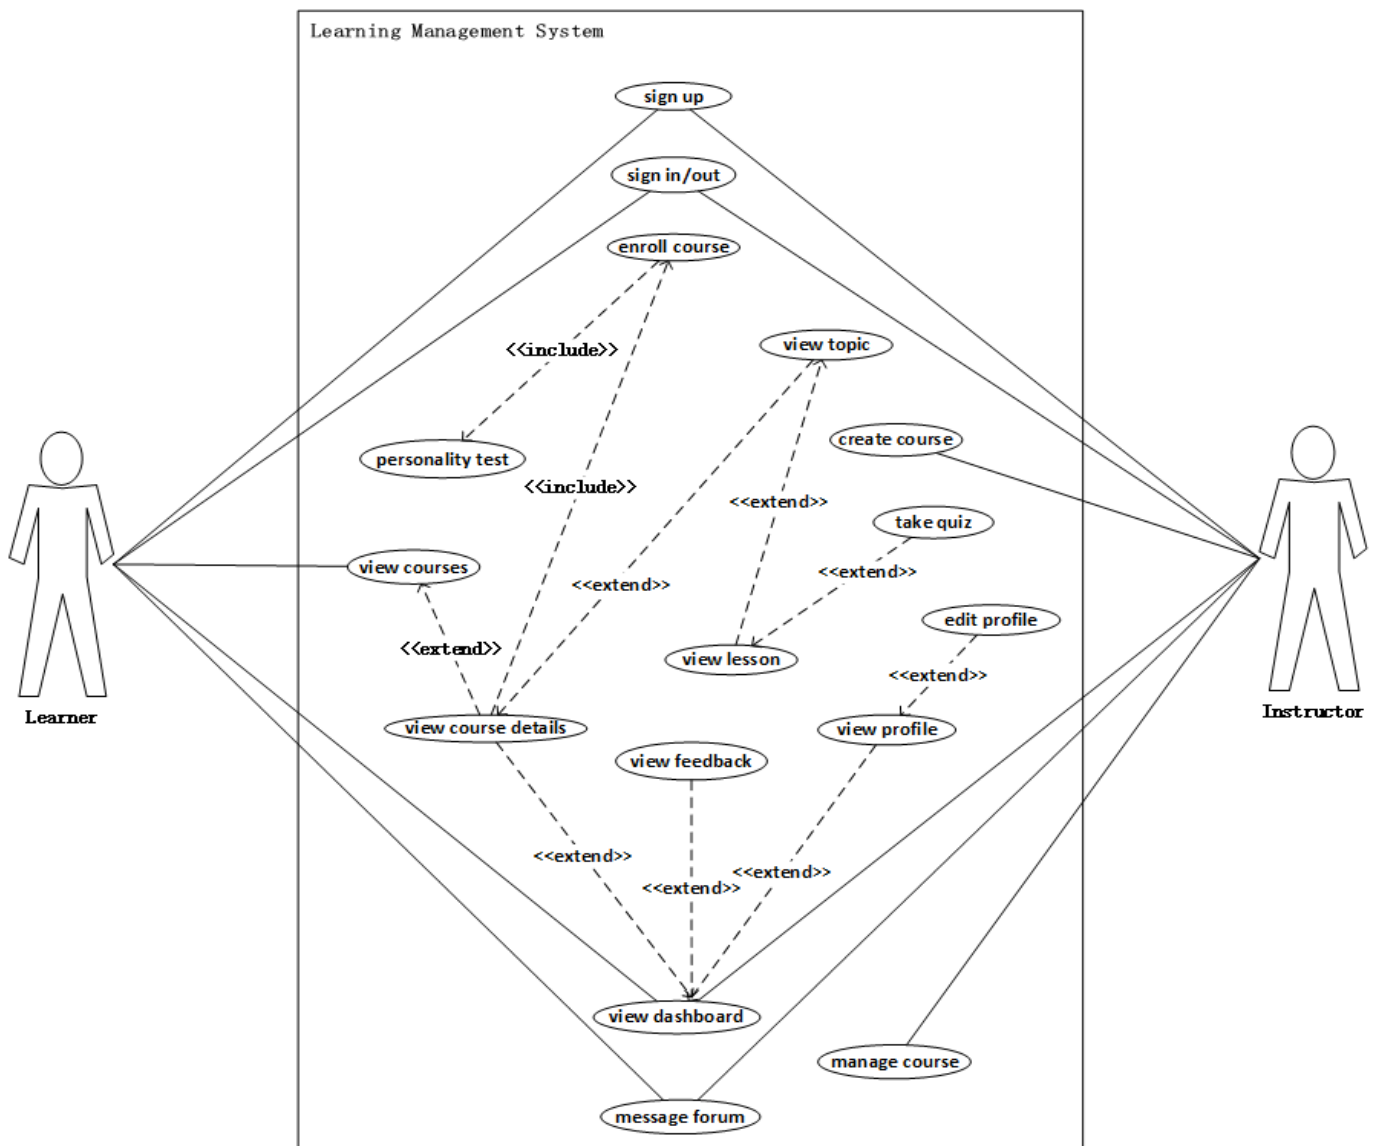 Learning Management System
sign up
sign in/out
enroll course
<<include>>
view topic
create course
personality test
<<include>>
<<extend>>
take quiz
view courses
<<extend>>
<<extend>>
edit profile
<<extend>>
view lesson
<<extend>>
Learner
Instructor
view course details
view profile
view feedback
<<extend>>
<<extend>>
<<extend>>
view dashboard
manage course
message forum